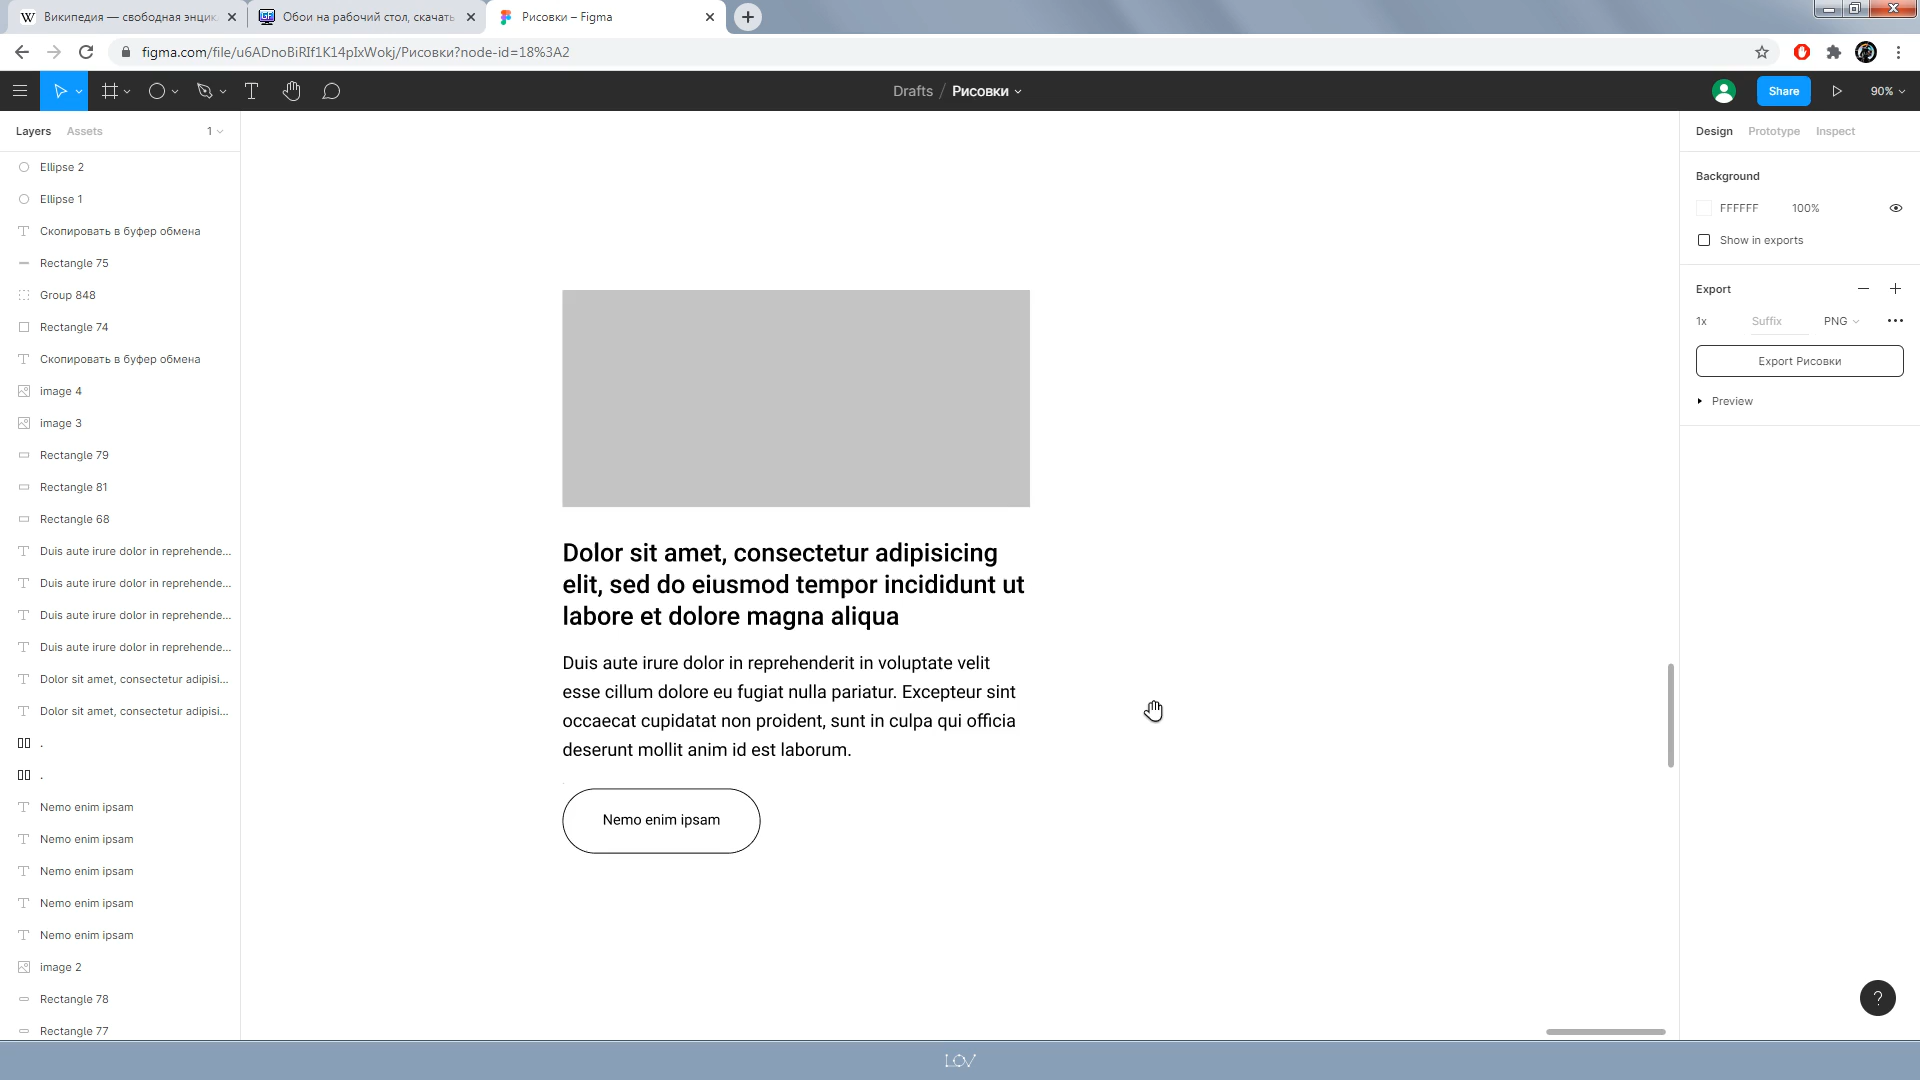 Википедия — свободная энцик
Обои на рабочий стол, скачать
Рисовки – Figma
figma.com/file/u6ADnoBiRIf1K14pIxWokj/Рисовки?node-id=18%3A2
Drafts / Рисовки
Share
90%
Layers
Assets
1
Ellipse 2
Ellipse 1
Скопировать в буфер обмена
Rectangle 75
Group 848
Rectangle 74
Скопировать в буфер обмена
image 4
image 3
Rectangle 79
Rectangle 81
Rectangle 68
Duis aute irure dolor in reprehende...
Duis aute irure dolor in reprehende...
Duis aute irure dolor in reprehende...
Duis aute irure dolor in reprehende...
Dolor sit amet, consectetur adipisi...
Dolor sit amet, consectetur adipisi...
.
.
Nemo enim ipsam
Nemo enim ipsam
Nemo enim ipsam
Nemo enim ipsam
Nemo enim ipsam
image 2
Rectangle 78
Rectangle 77
Dolor sit amet, consectetur adipisicing
elit, sed do eiusmod tempor incididunt ut
labore et dolore magna aliqua
Duis aute irure dolor in reprehenderit in voluptate velit
esse cillum dolore eu fugiat nulla pariatur. Excepteur sint
occaecat cupidatat non proident, sunt in culpa qui officia
deserunt mollit anim id est laborum.
Nemo enim ipsam
Design
Prototype
Inspect
Background
FFFFFF
100%
Show in exports
Export
1x
Suffix
PNG
Export Рисовки
Preview
?
LOV